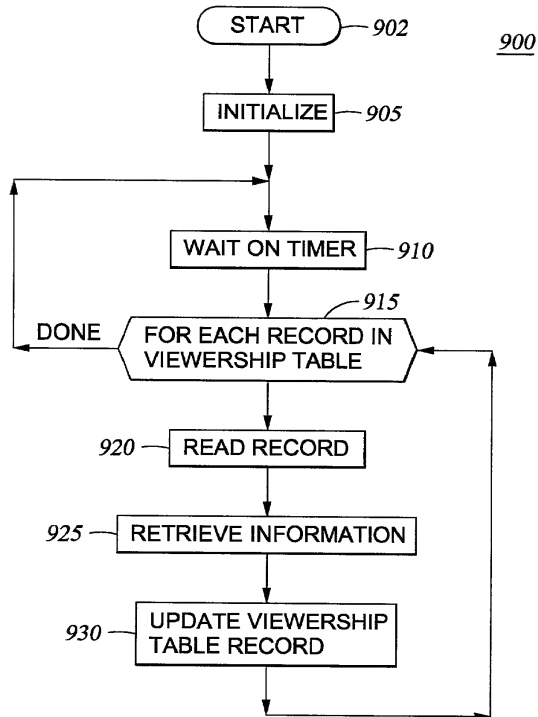 START
902
900
INITIALIZE
905
WAIT ON TIMER
910
915
DONE
FOR EACH RECORD IN
VIEWERSHIP TABLE
920
READ RECORD
925
RETRIEVE INFORMATION
930
UPDATE VIEWERSHIP
TABLE RECORD